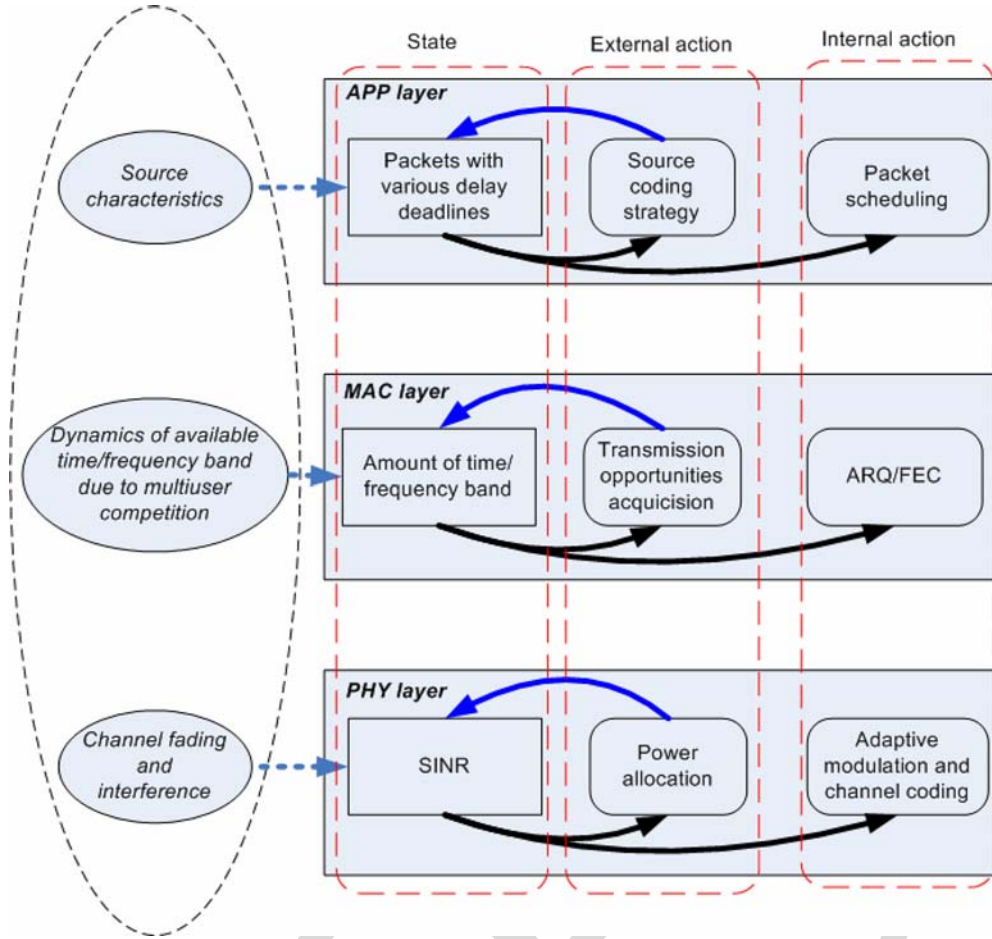 State
External action
Internal action
APP layer
Source
characteristics
Packets with
various delay
deadlines
Source
coding
strategy
Packet
scheduling
MAC layer
Dynamics of available
time/frequency band
due to multiuser
competition
Amount of time/
frequency band
Transmission
opportunities
acquicision
ARQ/FEC
PHY layer
Channel fading
and
interference
SINR
Power
allocation
Adaptive
modulation and
channel coding